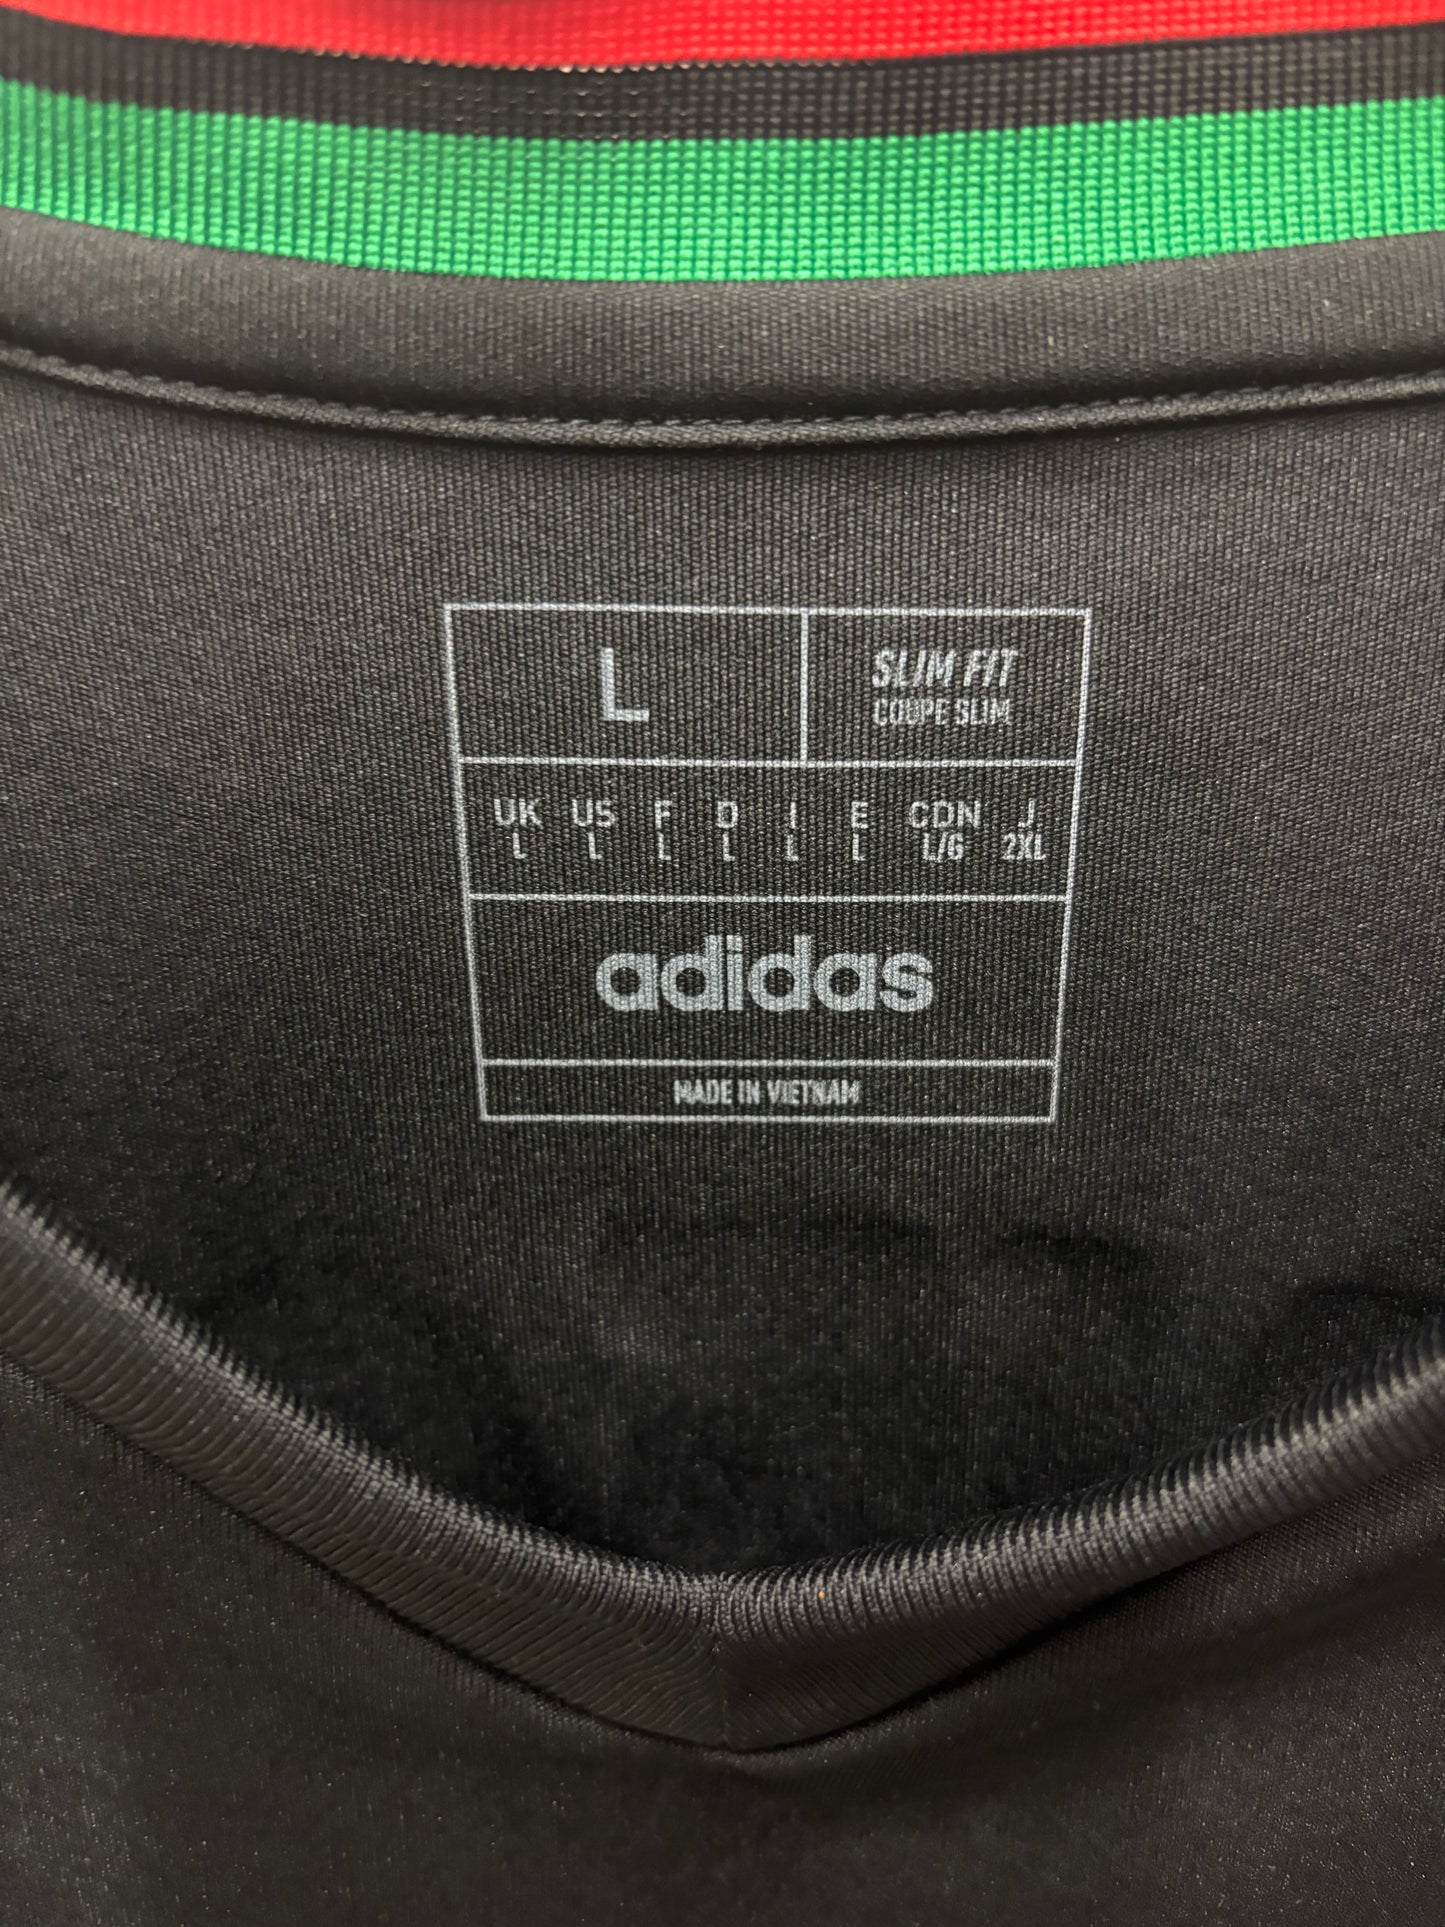 L
SLIM FIT
COUPE SLIM
UK US F D I E CDN J
L L L L L L L/G 2XL
adidas
MADE IN VIETNAM